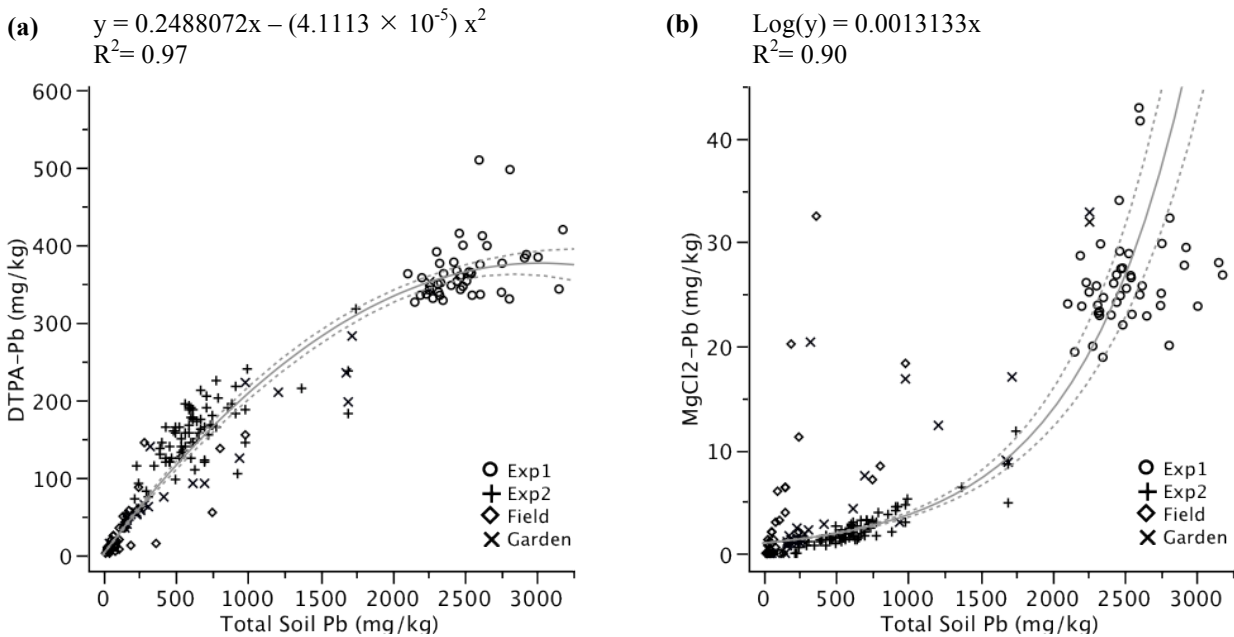 (a) y = 0.2488072x – (4.1113 × 10⁻⁵) x²
R²= 0.97
600
500
400
300
200
100
0
DTPA–Pb (mg/kg)
Exp1
Exp2
Field
Garden
0 500 1000 1500 2000 2500 3000
Total Soil Pb (mg/kg)
(b) Log(y) = 0.0013133x
R²= 0.90
40
30
20
10
0
MgCl2–Pb (mg/kg)
Exp1
Exp2
Field
Garden
0 500 1000 1500 2000 2500 3000
Total Soil Pb (mg/kg)